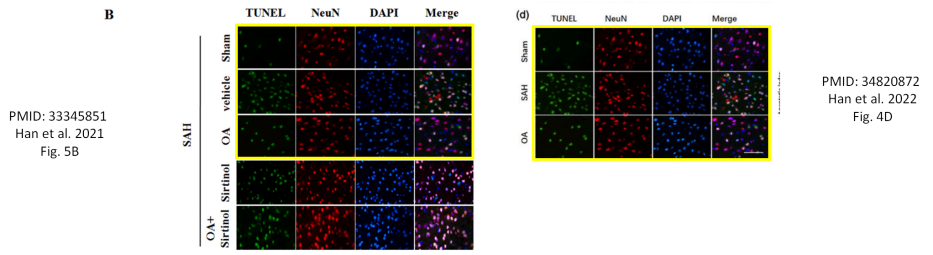 B
TUNEL NeuN DAPI Merge
Sham
vehicle
OA
Sirtinol
OA+
Sirtinol
SAH
PMID: 33345851
Han et al. 2021
Fig. 5B
(d)
TUNEL NeuN DAPI Merge
Sham
SAH
OA
PMID: 34820872
Han et al. 2022
Fig. 4D